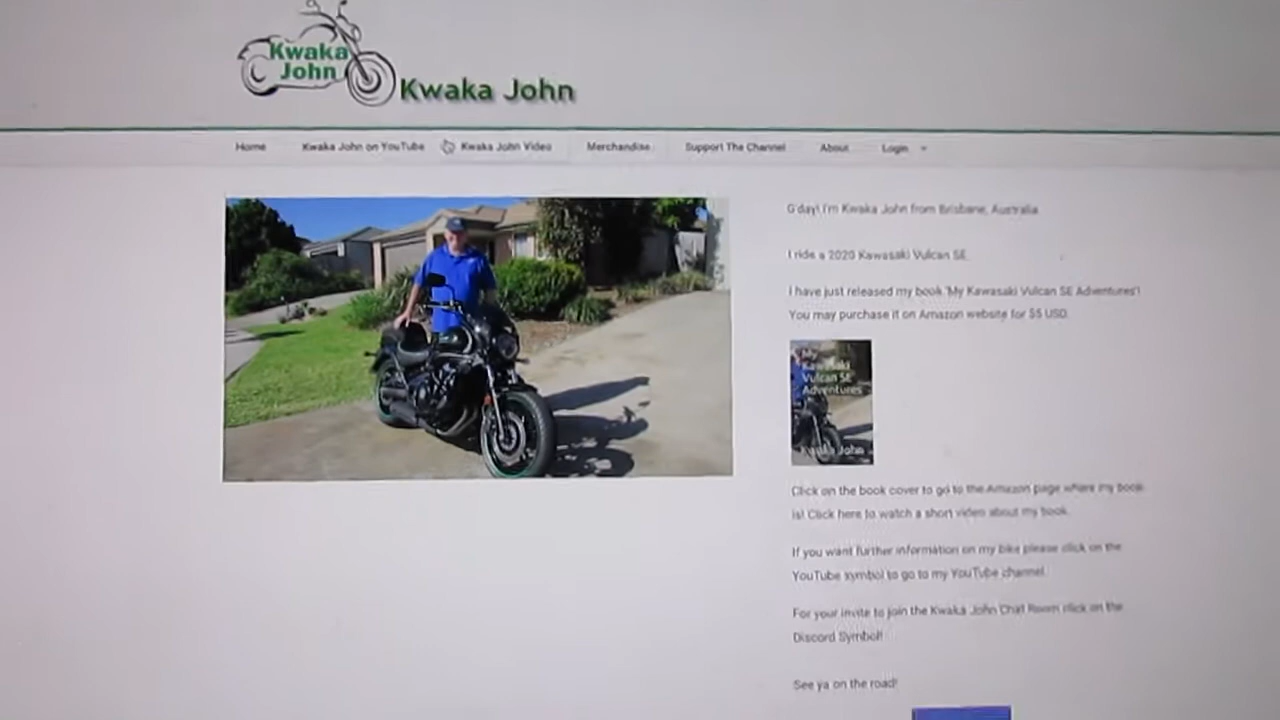 Kwaka
John
Kwaka John
Home Kwaka John on YouTube Kwaka John Video Merchandise Support The Channel About Login
G'day! I'm Kwaka John from Brisbane, Australia
I ride a 2020 Kawasaki Vulcan SE
I have just released my book 'My Kawasaki Vulcan SE Adventures'!
You may purchase it on Amazon website for $5 USD.
My
Kawasaki
Vulcan SE
Adventures
Kwaka John
Click on the book cover to go to the Amazon page where my book
is! Click here to watch a short video about my book.
If you want further information on my bike please click on the
YouTube symbol to go to my YouTube channel.
For your invite to join the Kwaka John Chat Room click on the
Discord Symbol!
See ya on the road!